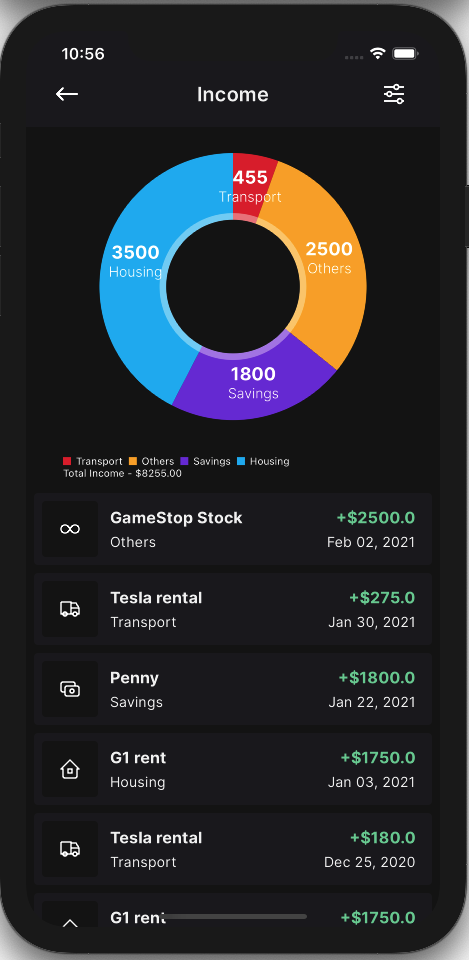 10:56
Income
455
Transport
3500
Housing
2500
Others
1800
Savings
Transport Others Savings Housing
Total Income - $8255.00
GameStop Stock +$2500.0
Others Feb 02, 2021
Tesla rental +$275.0
Transport Jan 30, 2021
Penny +$1800.0
Savings Jan 22, 2021
G1 rent +$1750.0
Housing Jan 03, 2021
Tesla rental +$180.0
Transport Dec 25, 2020
G1 rent +$1750.0